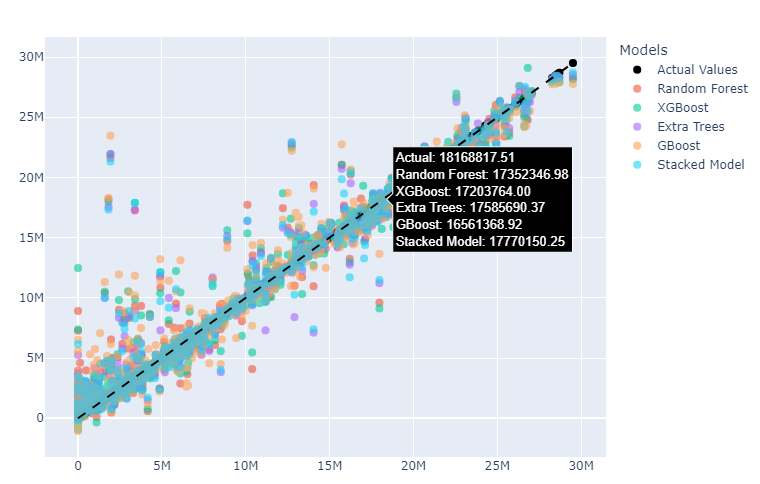 Models
Actual Values
Random Forest
XGBoost
Extra Trees
GBoost
Stacked Model
30M
25M
20M
15M
10M
5M
0
Actual: 18168817.51
Random Forest: 17352346.98
XGBoost: 17203764.00
Extra Trees: 17585690.37
GBoost: 16561368.92
Stacked Model: 17770150.25
0
5M
10M
15M
20M
25M
30M